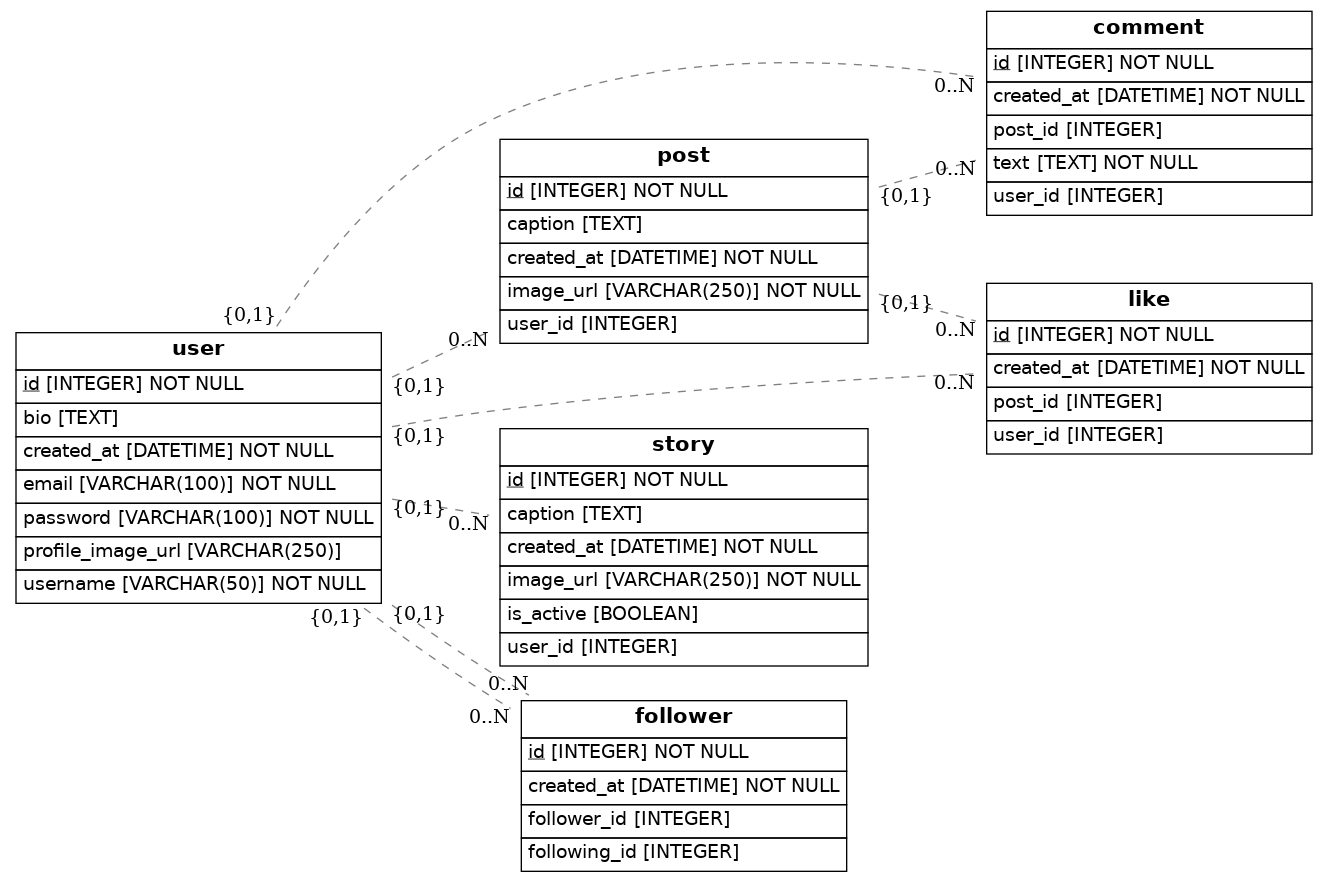 comment
id [INTEGER] NOT NULL
created_at [DATETIME] NOT NULL
post_id [INTEGER]
text [TEXT] NOT NULL
user_id [INTEGER]
0..N
0..N
{0,1}
post
id [INTEGER] NOT NULL
caption [TEXT]
created_at [DATETIME] NOT NULL
image_url [VARCHAR(250)] NOT NULL
user_id [INTEGER]
{0,1}
0..N
0..N
like
id [INTEGER] NOT NULL
created_at [DATETIME] NOT NULL
post_id [INTEGER]
user_id [INTEGER]
{0,1}
user
id [INTEGER] NOT NULL
bio [TEXT]
created_at [DATETIME] NOT NULL
email [VARCHAR(100)] NOT NULL
password [VARCHAR(100)] NOT NULL
profile_image_url [VARCHAR(250)]
username [VARCHAR(50)] NOT NULL
0..N
{0,1}
{0,1}
{0,1}
0..N
story
id [INTEGER] NOT NULL
caption [TEXT]
created_at [DATETIME] NOT NULL
image_url [VARCHAR(250)] NOT NULL
is_active [BOOLEAN]
user_id [INTEGER]
{0,1}
{0,1}
0..N
0..N
follower
id [INTEGER] NOT NULL
created_at [DATETIME] NOT NULL
follower_id [INTEGER]
following_id [INTEGER]